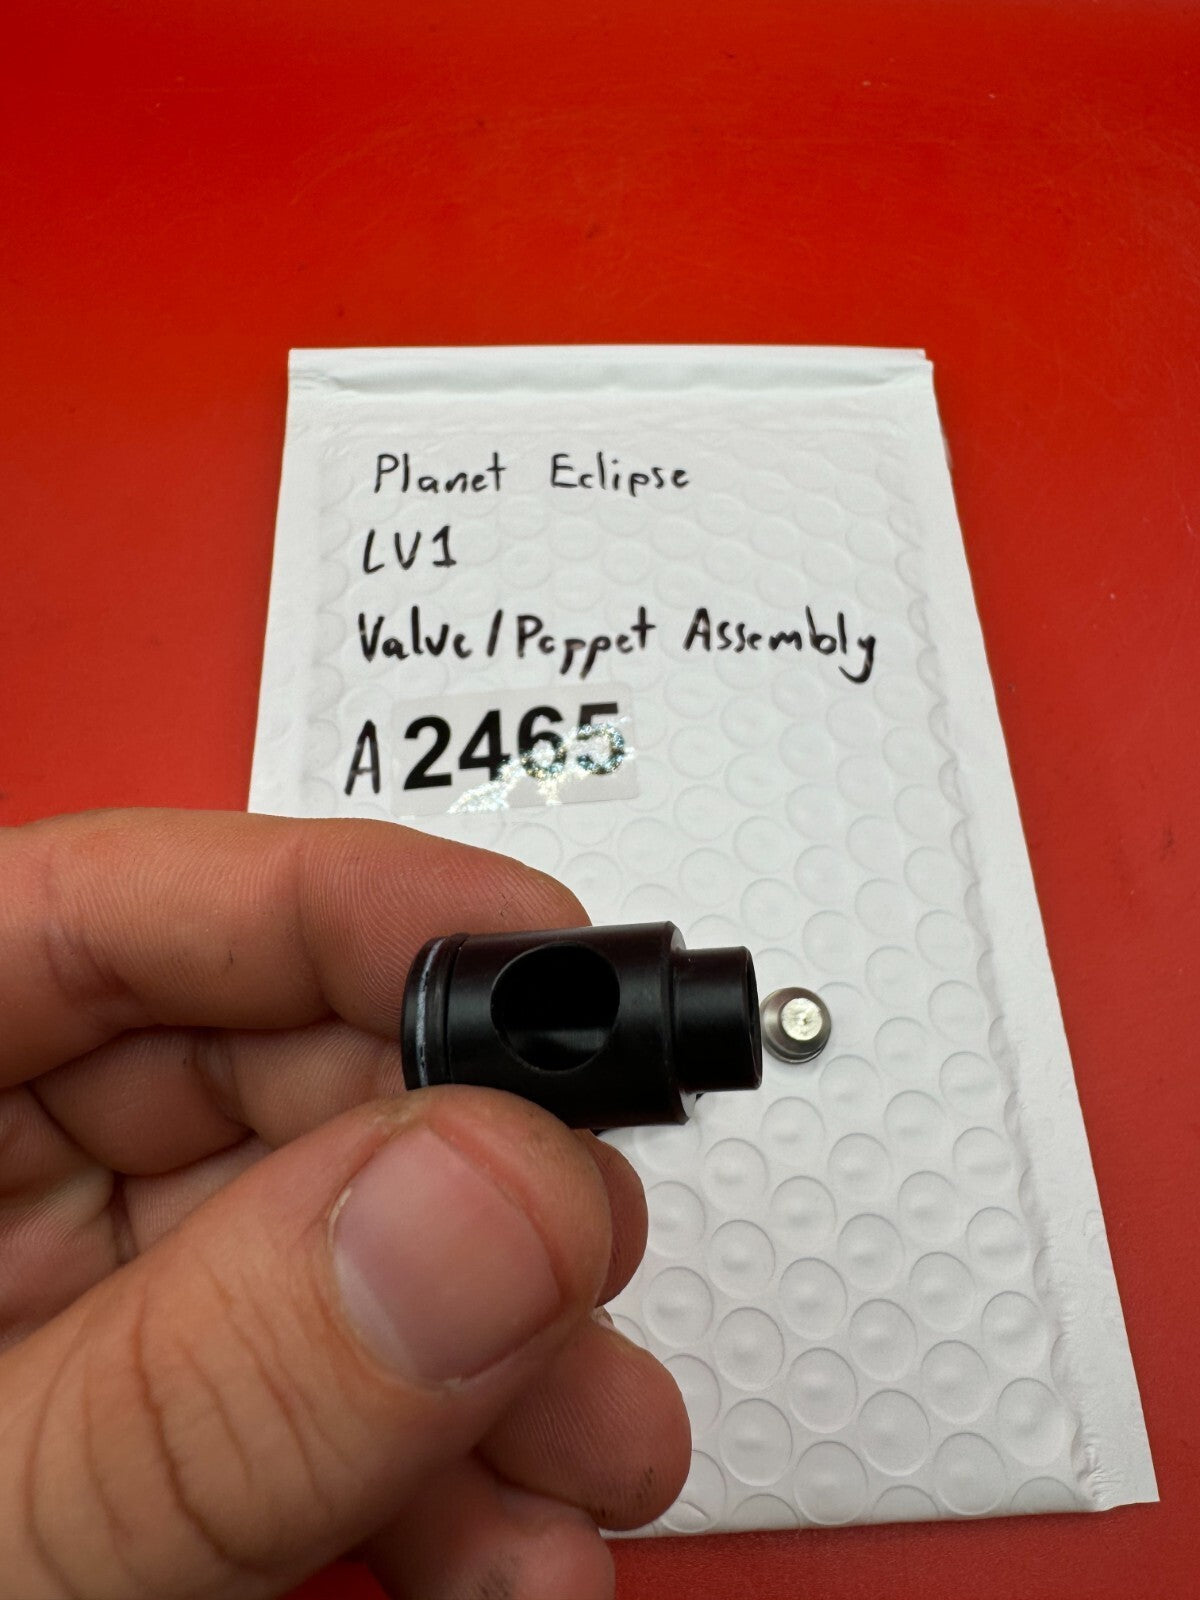 Planet Eclipse
LV1
Valve/Poppet Assembly
A2465